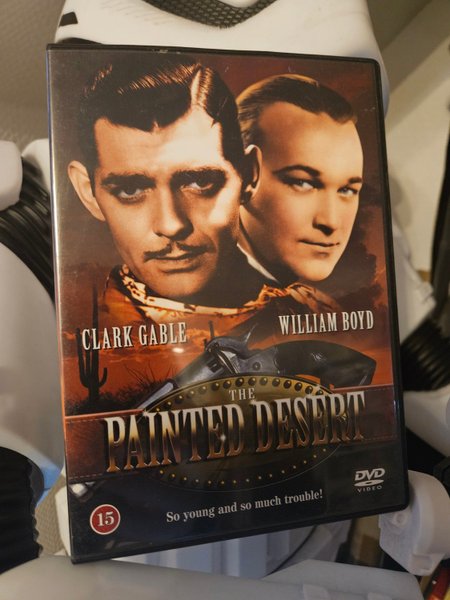 CLARK GABLE
WILLIAM BOYD
THE
PAINTED DESERT
So young and so much trouble!
15
DVD
VIDEO